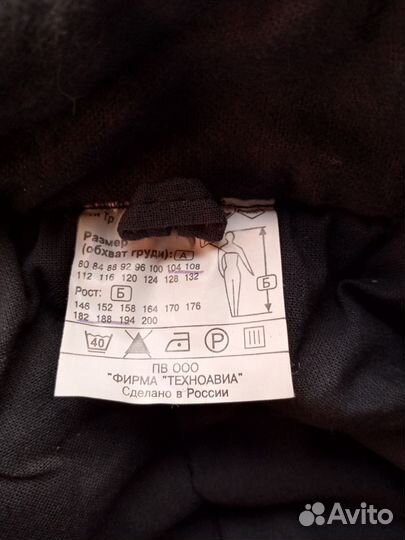 Тр
Размер
(обхват груди): А
80 84 88 92 96 100 104 108
112 116 120 124 128 132
Рост: Б
146 152 158 164 170 176
182 188 194 200
Б
40 P
ПВ ООО
"ФИРМА "ТЕХНОАВИА"
Сделано в России
Avito